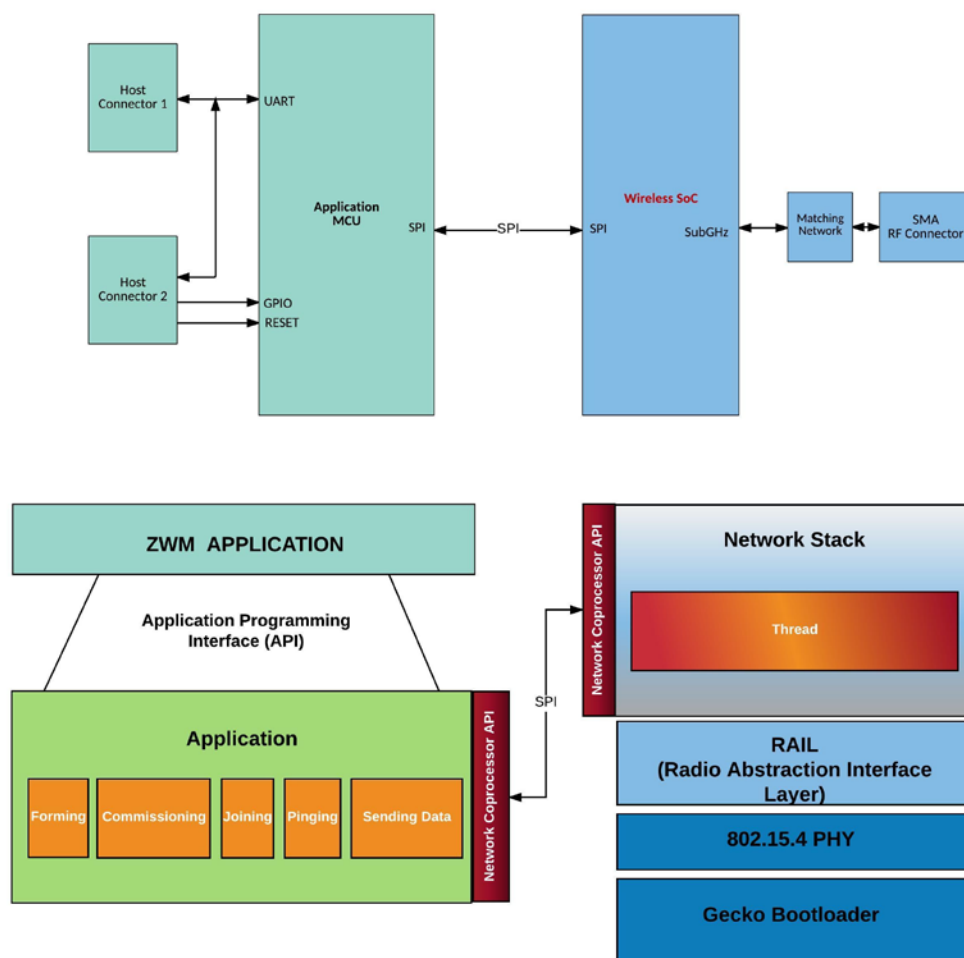 Host
Connector 1
UART
Application
MCU
SPI
SPI
SPI
Wireless SoC
SubGHz
Matching
Network
SMA
RF Connector
Host
Connector 2
GPIO
RESET
ZWM APPLICATION
Application Programming
Interface (API)
Application
Forming
Commissioning
Joining
Pinging
Sending Data
Network Coprocessor API
SPI
Network Coprocessor API
Network Stack
Thread
RAIL
(Radio Abstraction Interface
Layer)
802.15.4 PHY
Gecko Bootloader